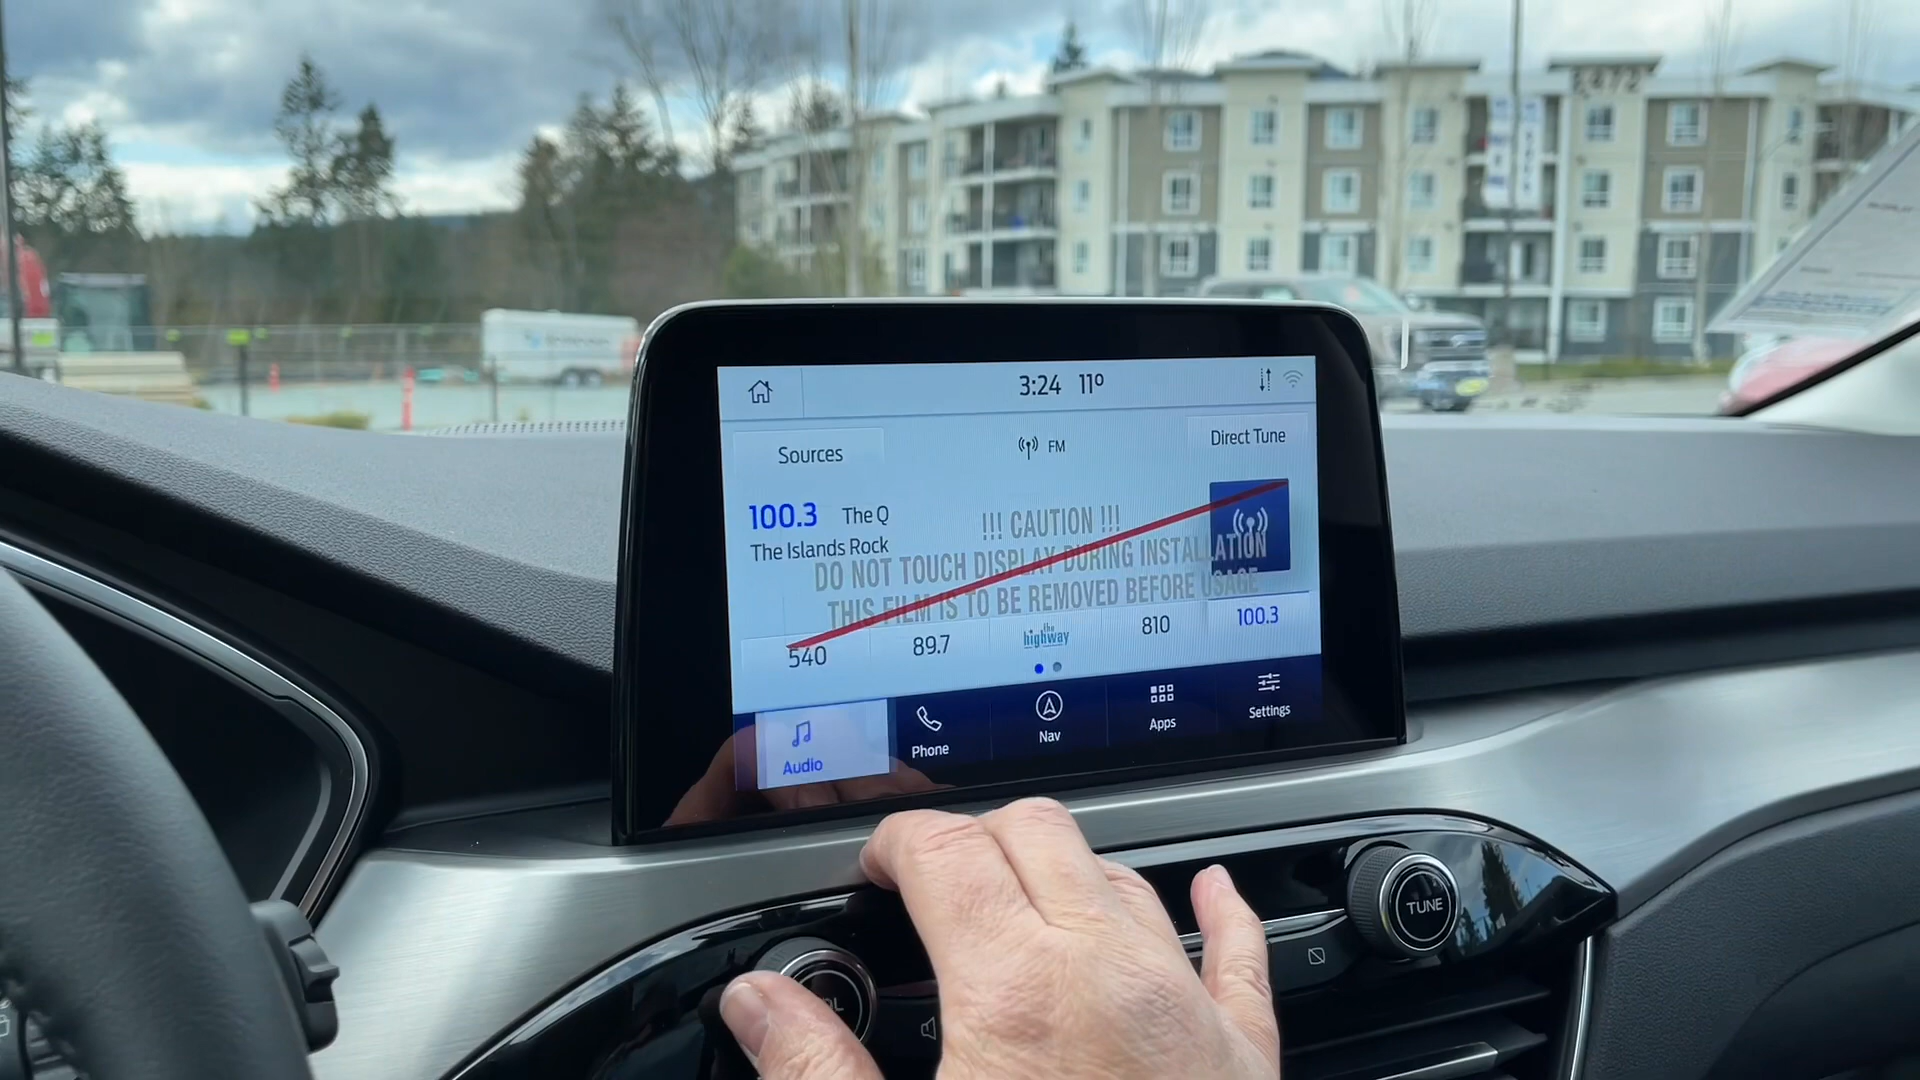 2472
3:24 11°
Sources
FM
Direct Tune
100.3 The Q
The Islands Rock
!!! CAUTION !!!
DO NOT TOUCH DISPLAY DURING INSTALLATION
THIS FILM IS TO BE REMOVED BEFORE USAGE
540
89.7
the
highway
810
100.3
Audio
Phone
Nav
Apps
Settings
TUNE